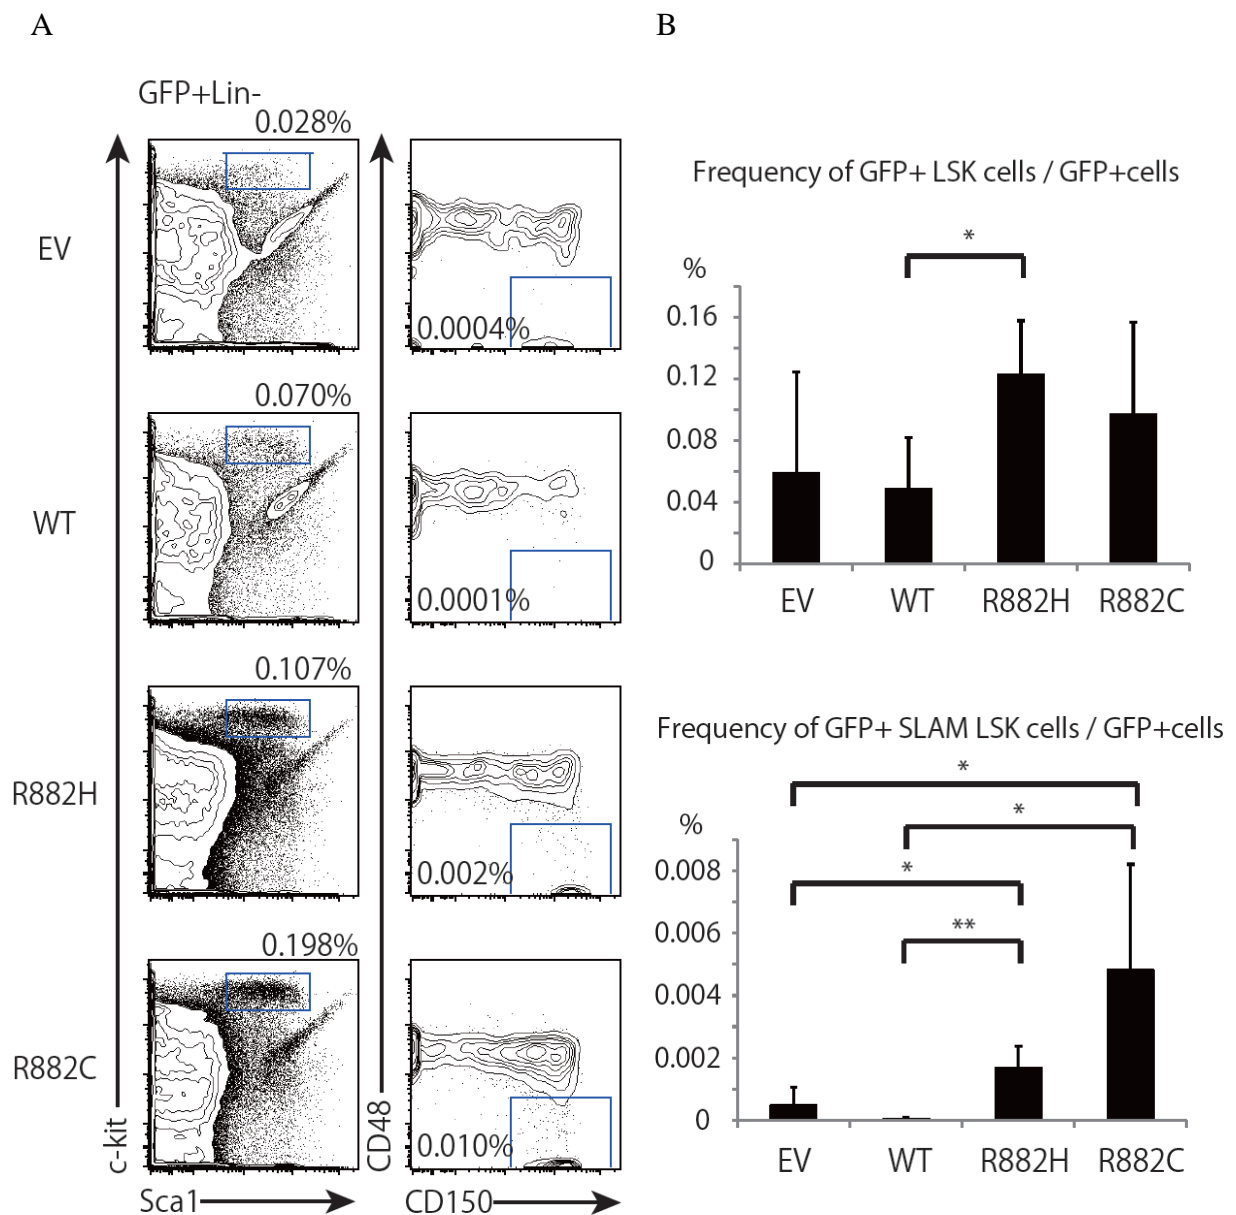 A
B
GFP+Lin-
0.028%
EV
0.0004%
0.070%
WT
0.0001%
0.107%
R882H
0.002%
0.198%
R882C
0.010%
c-kit
CD48
Sca1
CD150
Frequency of GFP+ LSK cells / GFP+cells
*
%
0.16
0.12
0.08
0.04
0
EV WT R882H R882C
Frequency of GFP+ SLAM LSK cells / GFP+cells
*
*
%
*
**
0.008
0.006
0.004
0.002
0
EV WT R882H R882C